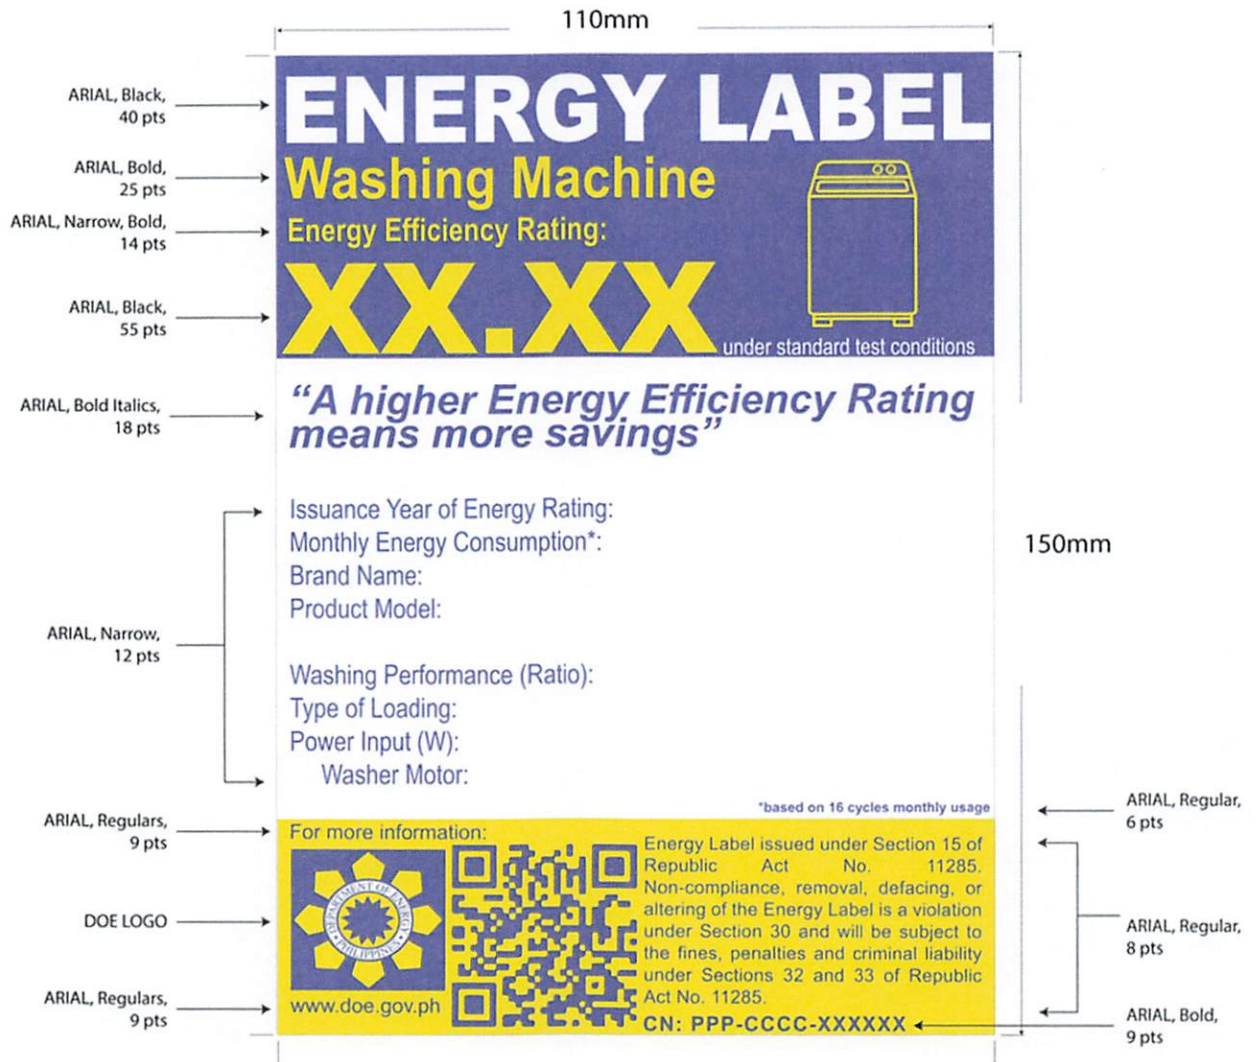 110mm
ARIAL, Black,
40 pts
ENERGY LABEL
ARIAL, Bold,
25 pts
Washing Machine
ARIAL, Narrow, Bold,
14 pts
Energy Efficiency Rating:
ARIAL, Black,
55 pts
XX.XX
under standard test conditions
ARIAL, Bold Italics,
18 pts
“A higher Energy Efficiency Rating
means more savings”
150mm
ARIAL, Narrow,
12 pts
Issuance Year of Energy Rating:
Monthly Energy Consumption*:
Brand Name:
Product Model:
Washing Performance (Ratio):
Type of Loading:
Power Input (W):
Washer Motor:
*based on 16 cycles monthly usage
ARIAL, Regular,
6 pts
ARIAL, Regulars,
9 pts
For more information:
DOE LOGO
DEPARTMENT OF ENERGY
PHILIPPINES
ARIAL, Regulars,
9 pts
www.doe.gov.ph
Energy Label issued under Section 15 of
Republic Act No. 11285.
Non-compliance, removal, defacing, or
altering of the Energy Label is a violation
under Section 30 and will be subject to
the fines, penalties and criminal liability
under Sections 32 and 33 of Republic
Act No. 11285.
ARIAL, Regular,
8 pts
CN: PPP-CCCC-XXXXXX
ARIAL, Bold,
9 pts